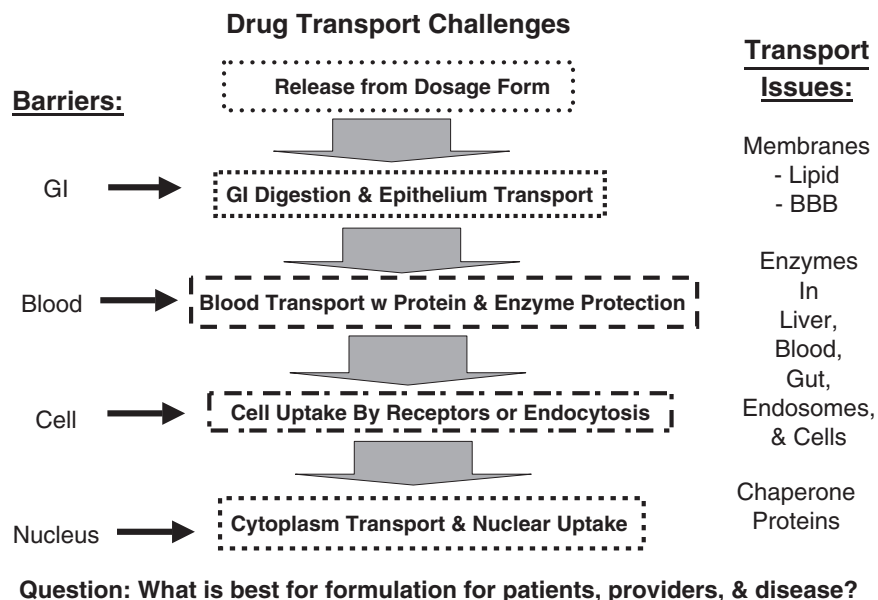 Drug Transport Challenges
Barriers:
Release from Dosage Form
GI
GI Digestion & Epithelium Transport
Blood
Blood Transport w Protein & Enzyme Protection
Cell
Cell Uptake By Receptors or Endocytosis
Nucleus
Cytoplasm Transport & Nuclear Uptake
Transport
Issues:
Membranes
- Lipid
- BBB
Enzymes
In
Liver,
Blood,
Gut,
Endosomes,
& Cells
Chaperone
Proteins
Question: What is best for formulation for patients, providers, & disease?